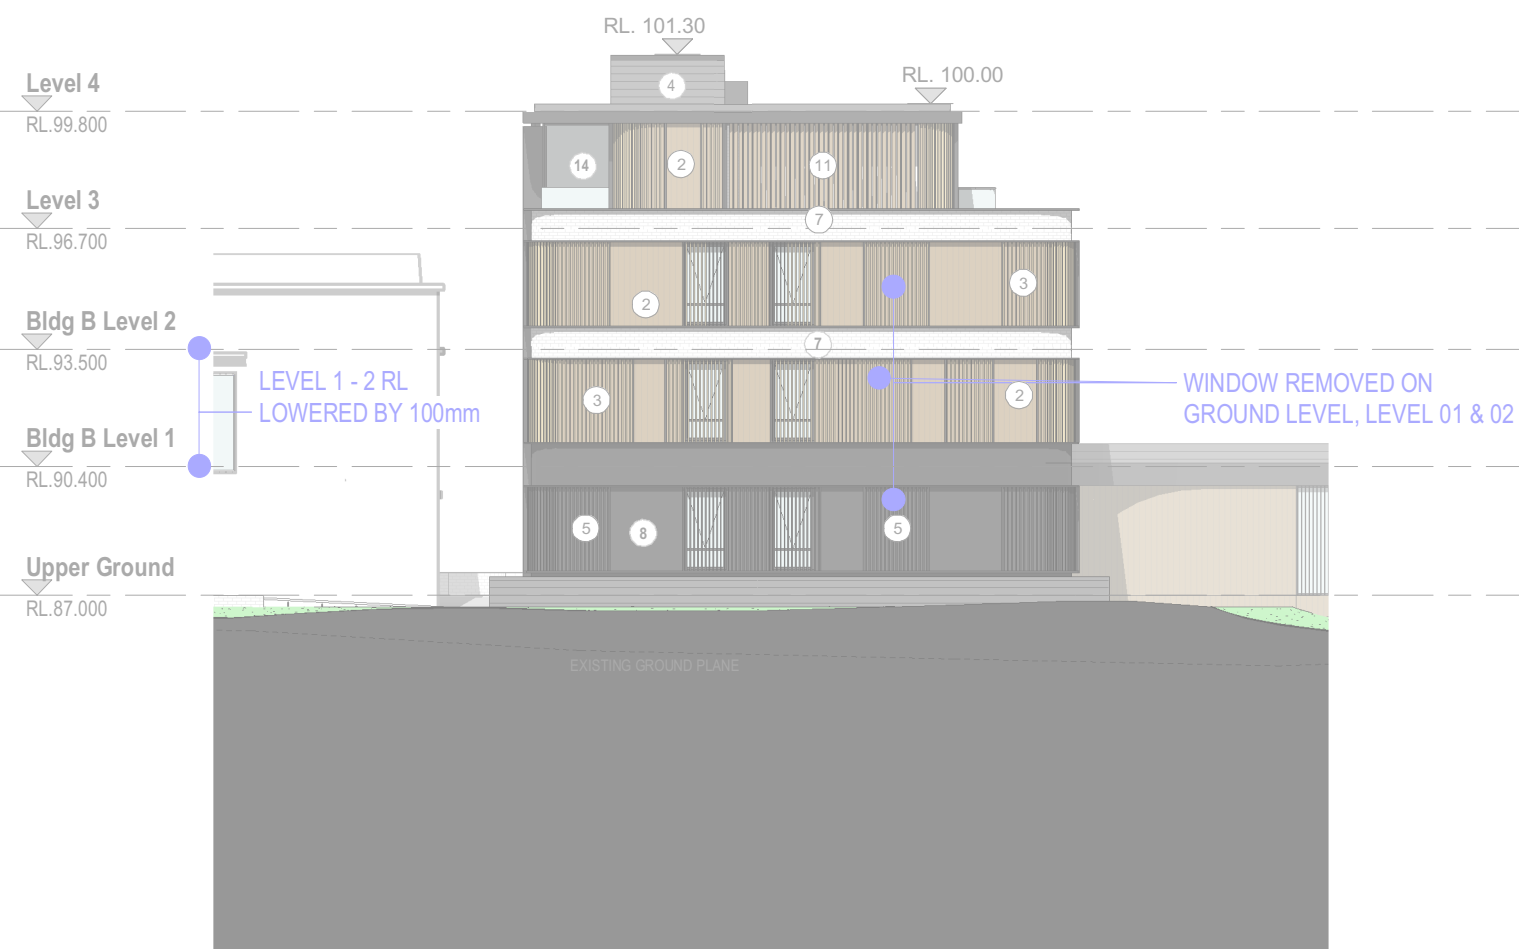 RL. 101.30
RL. 100.00
Level 4
RL.99.800
4
14
2
11
Level 3
RL.96.700
7
2
3
Bldg B Level 2
RL.93.500
7
LEVEL 1 - 2 RL
LOWERED BY 100mm
3
2
WINDOW REMOVED ON
GROUND LEVEL, LEVEL 01 & 02
Bldg B Level 1
RL.90.400
5
8
5
Upper Ground
RL.87.000
EXISTING GROUND PLANE